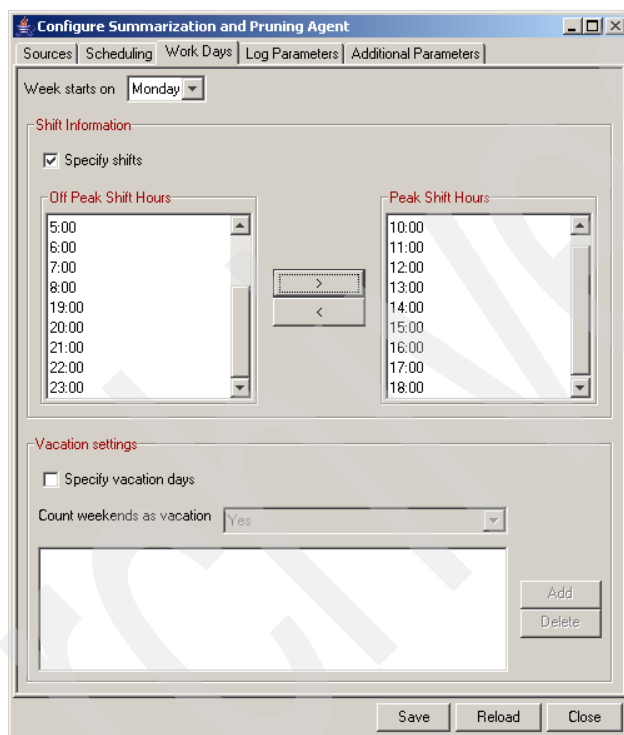 Configure Summarization and Pruning Agent
Sources Scheduling Work Days Log Parameters Additional Parameters
Week starts on Monday
Shift Information
Specify shifts
Off Peak Shift Hours
5:00
6:00
7:00
8:00
19:00
20:00
21:00
22:00
23:00
>
<
Peak Shift Hours
10:00
11:00
12:00
13:00
14:00
15:00
16:00
17:00
18:00
Vacation settings
Specify vacation days
Count weekends as vacation Yes
Add
Delete
Save Reload Close